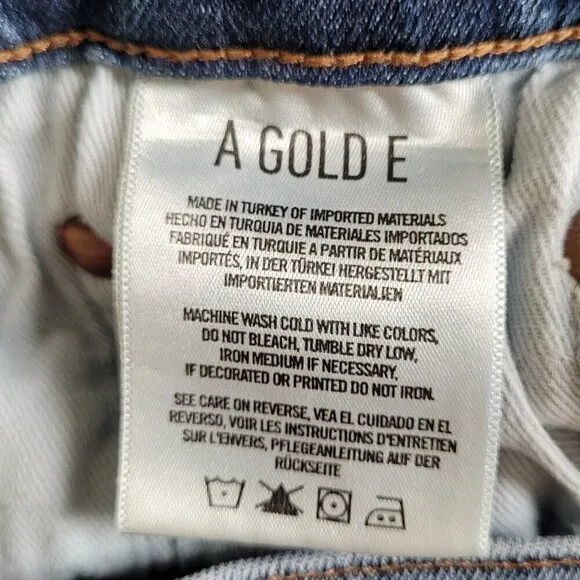 A GOLD E
MADE IN TURKEY OF IMPORTED MATERIALS
HECHO EN TURQUIA DE MATERIALES IMPORTADOS
FABRIQUÉ EN TURQUIE A PARTIR DE MATÉRIAUX
IMPORTÉS, IN DER TÜRKEI HERGESTELLT MIT
IMPORTIERTEN MATERIALIEN
MACHINE WASH COLD WITH LIKE COLORS,
DO NOT BLEACH, TUMBLE DRY LOW,
IRON MEDIUM IF NECESSARY,
IF DECORATED OR PRINTED DO NOT IRON.
SEE CARE ON REVERSE, VEA EL CUIDADO EN EL
REVERSO, VOIR LES INSTRUCTIONS D'ENTRETIEN
SUR L'ENVERS, PFLEGEANLEITUNG AUF DER
RÜCKSEITE